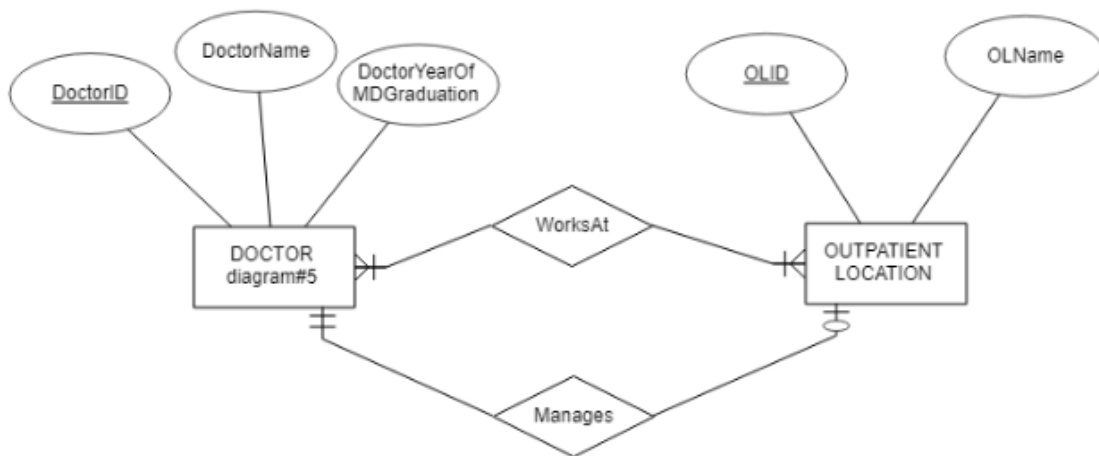 DoctorID
DoctorName
DoctorYearOf
MDGraduation
OLID
OLName
DOCTOR
diagram#5
WorksAt
OUTPATIENT
LOCATION
Manages